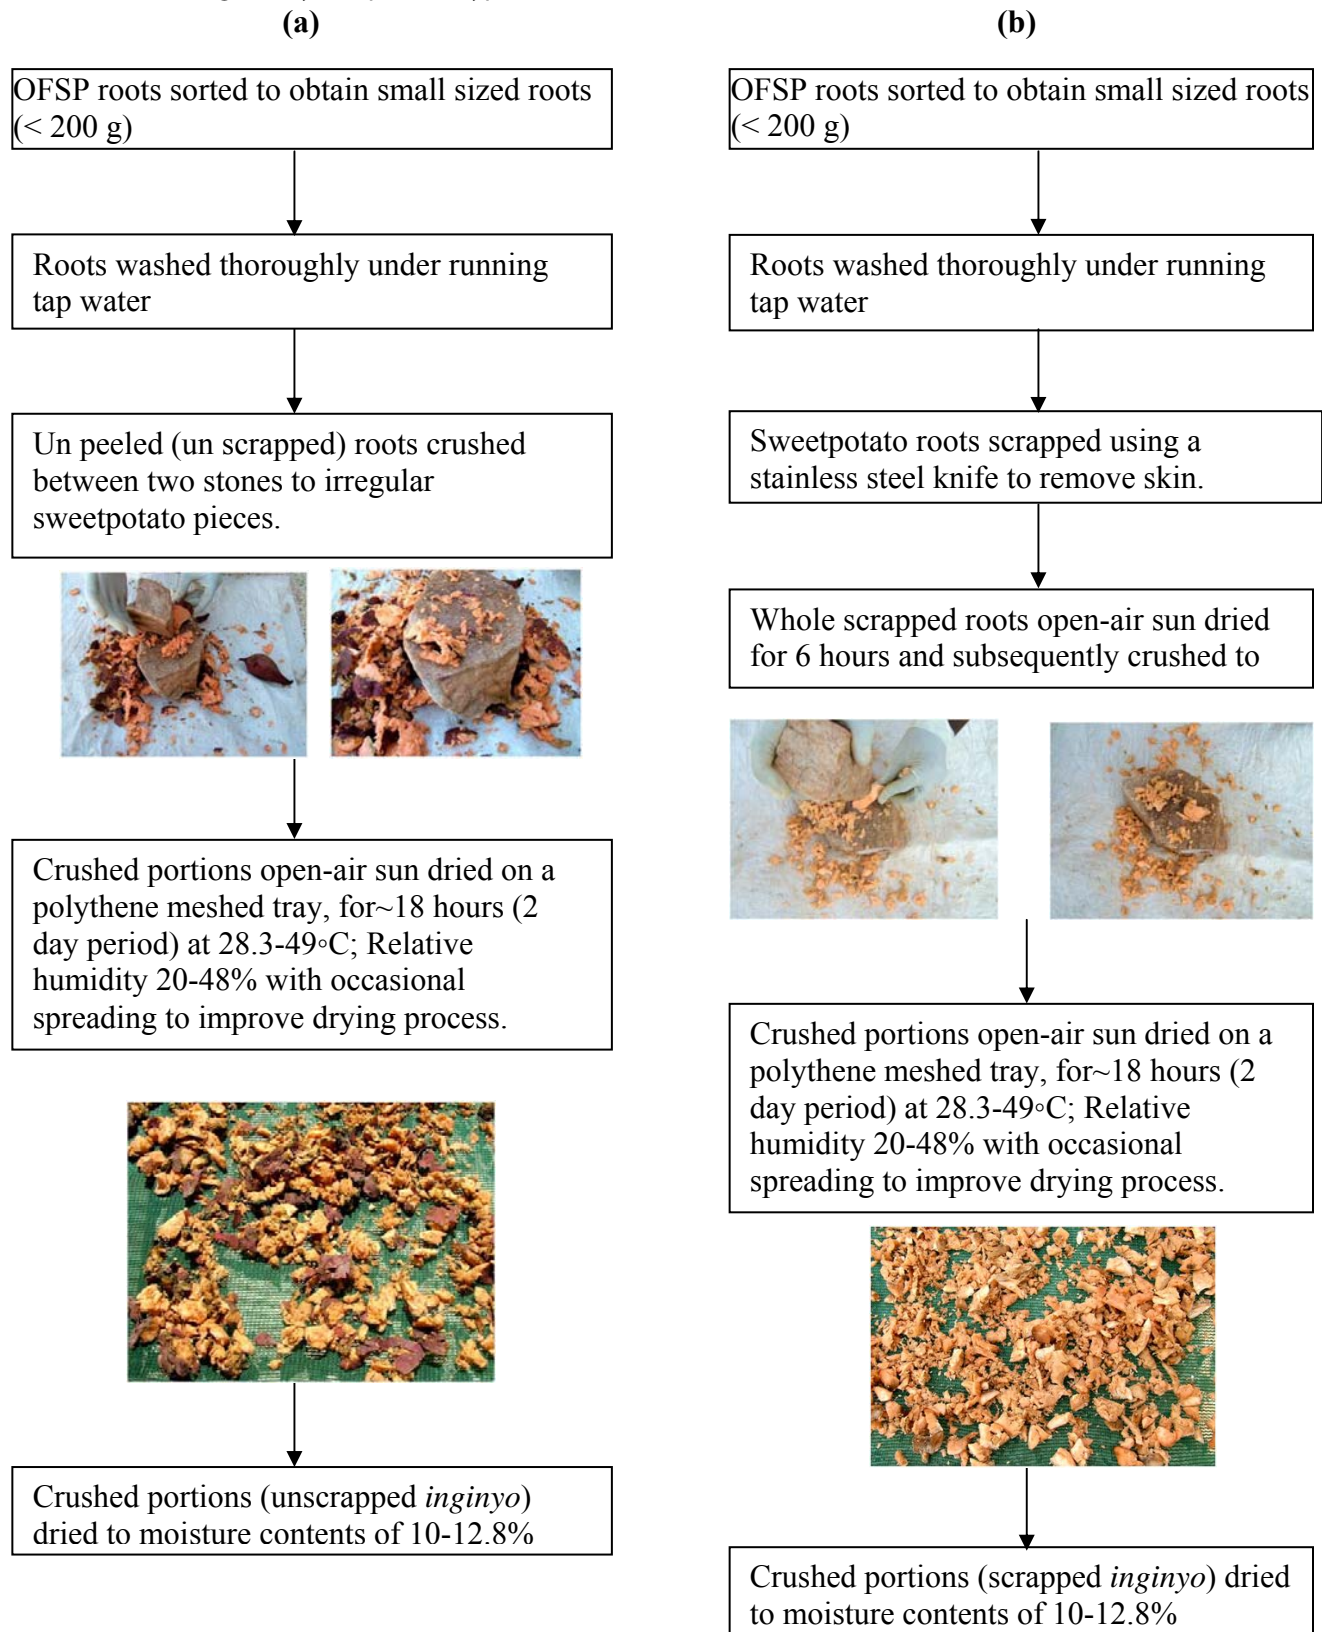 (a)
OFSP roots sorted to obtain small sized roots
(< 200 g)
Roots washed thoroughly under running
tap water
Un peeled (un scrapped) roots crushed
between two stones to irregular
sweetpotato pieces.
Crushed portions open-air sun dried on a
polythene meshed tray, for~18 hours (2
day period) at 28.3-49◦C; Relative
humidity 20-48% with occasional
spreading to improve drying process.
Crushed portions (unscrapped inginyo)
dried to moisture contents of 10-12.8%
(b)
OFSP roots sorted to obtain small sized roots
(< 200 g)
Roots washed thoroughly under running
tap water
Sweetpotato roots scrapped using a
stainless steel knife to remove skin.
Whole scrapped roots open-air sun dried
for 6 hours and subsequently crushed to
Crushed portions open-air sun dried on a
polythene meshed tray, for~18 hours (2
day period) at 28.3-49◦C; Relative
humidity 20-48% with occasional
spreading to improve drying process.
Crushed portions (scrapped inginyo) dried
to moisture contents of 10-12.8%